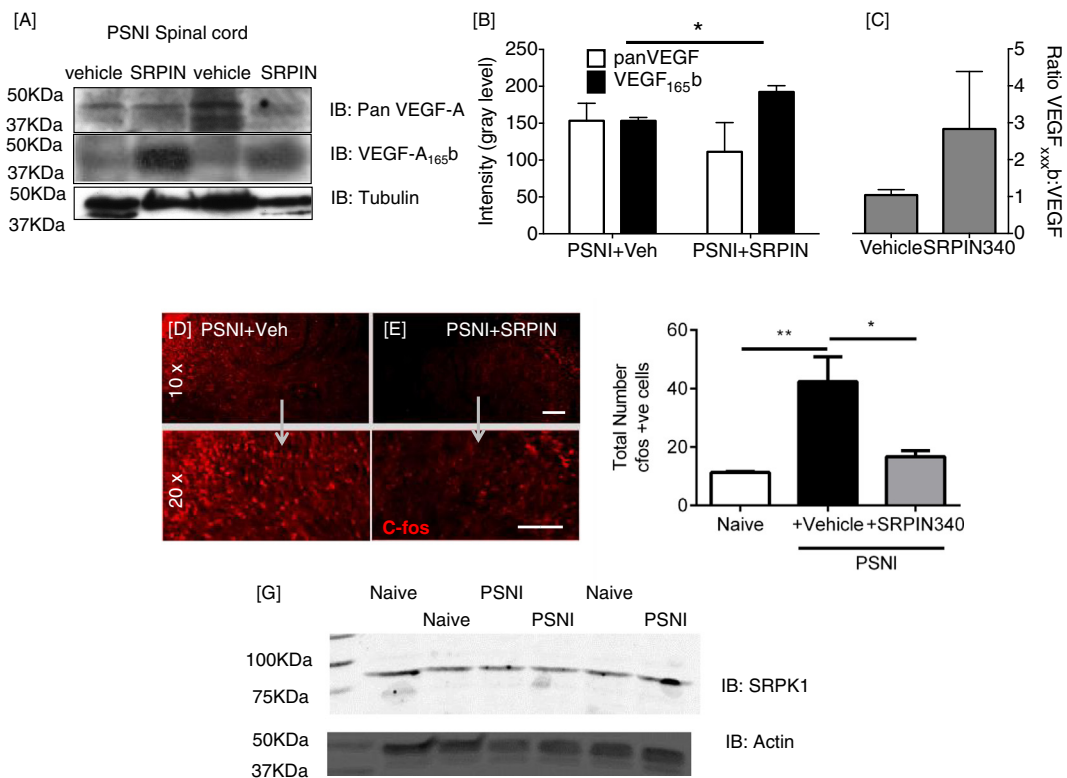 [A]
PSNI Spinal cord
vehicle SRPIN vehicle SRPIN
50KDa
37KDa
IB: Pan VEGF-A
50KDa
37KDa
IB: VEGF-A165b
50KDa
37KDa
IB: Tubulin
[B]
*
panVEGF
VEGF165b
Intensity (gray level)
250
200
150
100
50
0
PSNI+Veh PSNI+SRPIN
[C]
5
4
3
2
1
0
Ratio VEGFxxxb:VEGF
Vehicle SRPIN340
[D] PSNI+Veh
[E] PSNI+SRPIN
10 x
20 x
C-fos
Total Number
cfos +ve cells
60
40
20
0
** *
Naive +Vehicle +SRPIN340
PSNI
[G]
Naive PSNI Naive
Naive PSNI PSNI
100KDa
75KDa
IB: SRPK1
50KDa
37KDa
IB: Actin